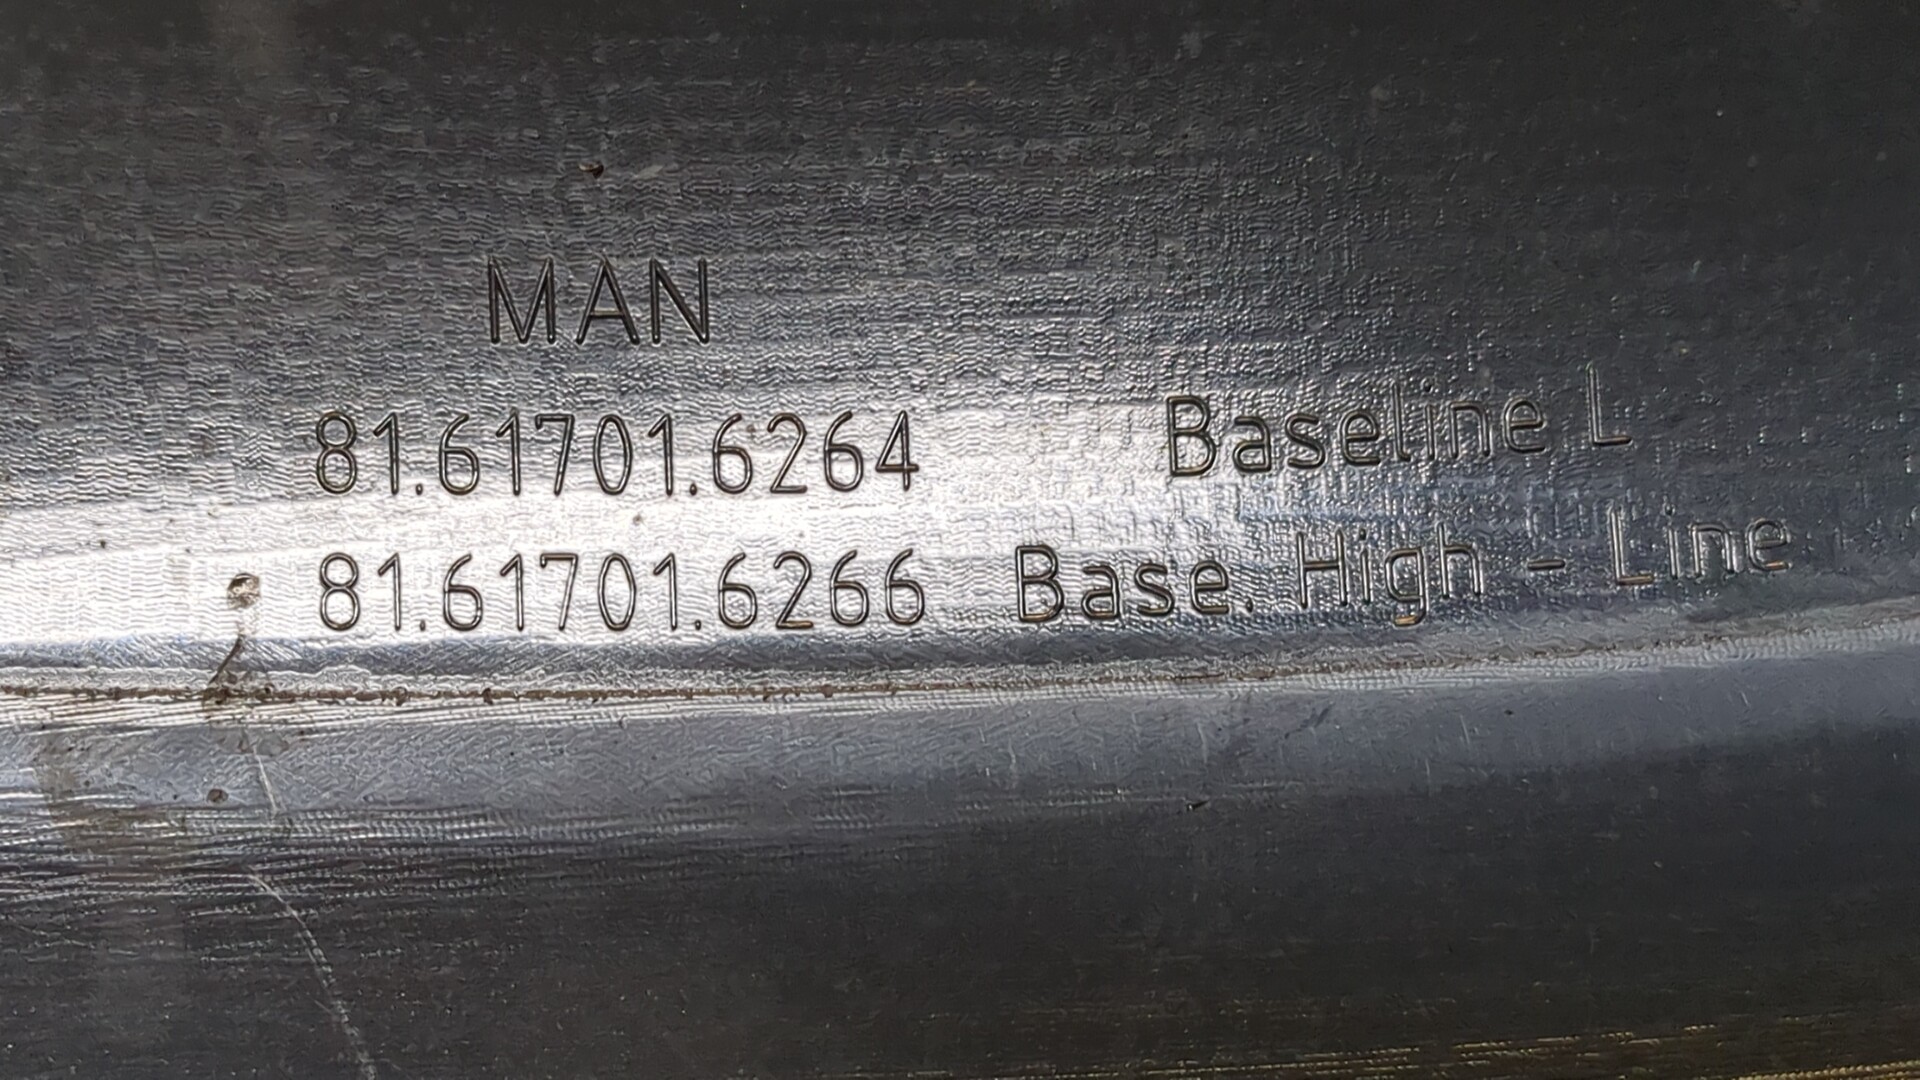 MAN
81.61701.6264 Baseline L
81.61701.6266 Base. High - Line